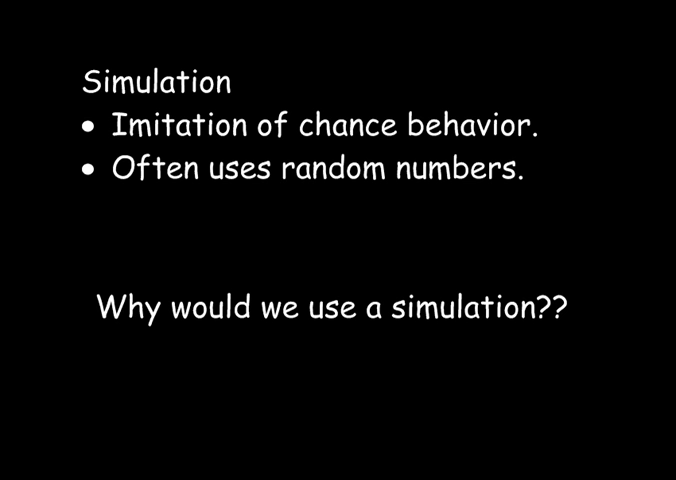 Simulation
• Imitation of chance behavior.
• Often uses random numbers.
Why would we use a simulation??